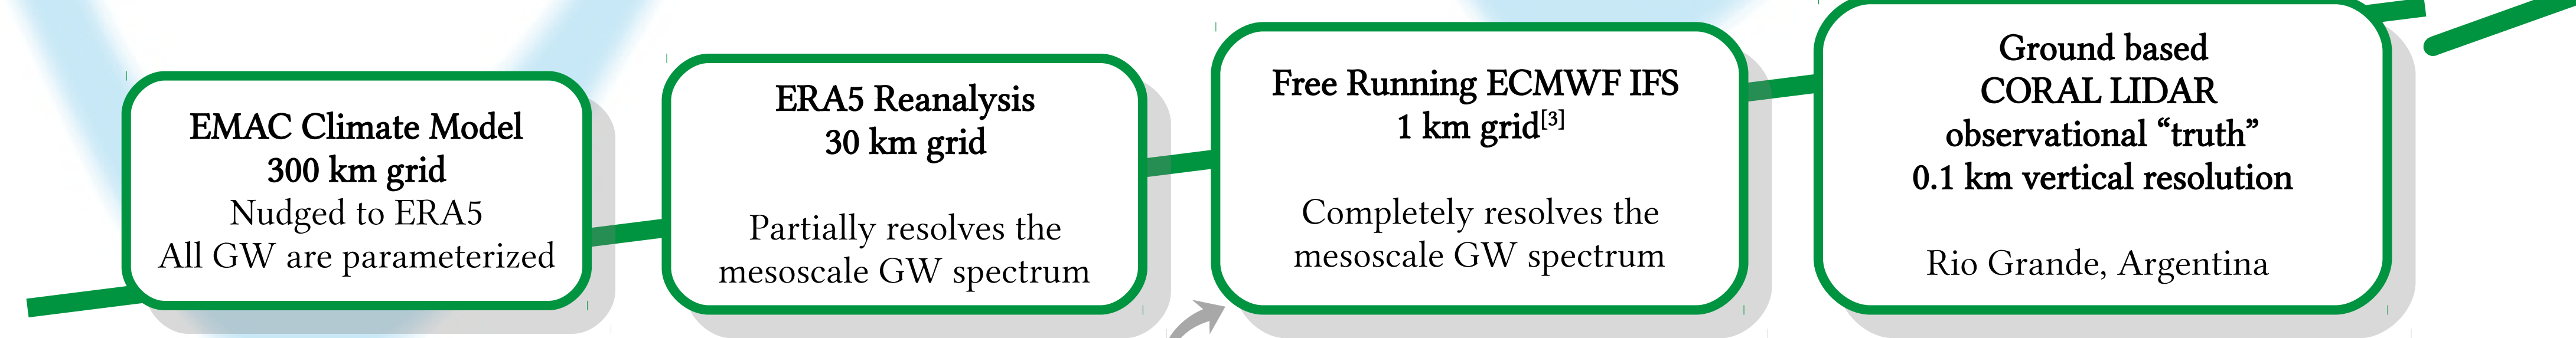 EMAC Climate Model
300 km grid
Nudged to ERA5
All GW are parameterized
ERA5 Reanalysis
30 km grid
Partially resolves the
mesoscale GW spectrum
Free Running ECMWF IFS
1 km grid[3]
Completely resolves the
mesoscale GW spectrum
Ground based
CORAL LIDAR
observational “truth”
0.1 km vertical resolution
Rio Grande, Argentina